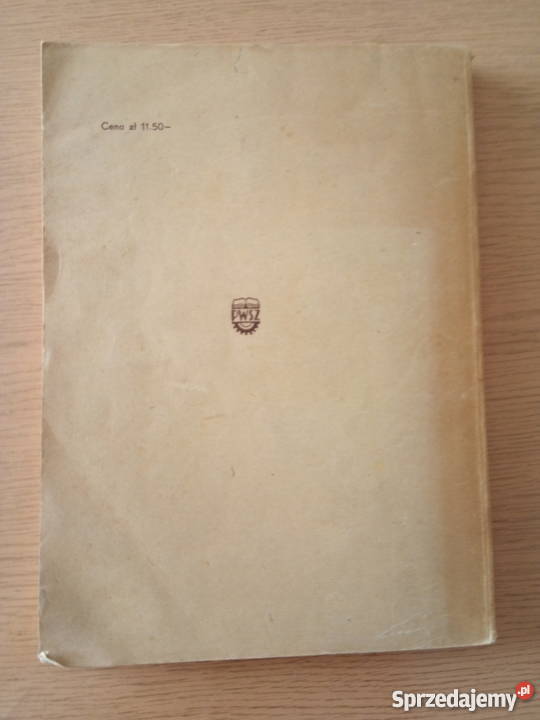 Cena zł 11.50—
PWSZ
Sprzedajemy.pl